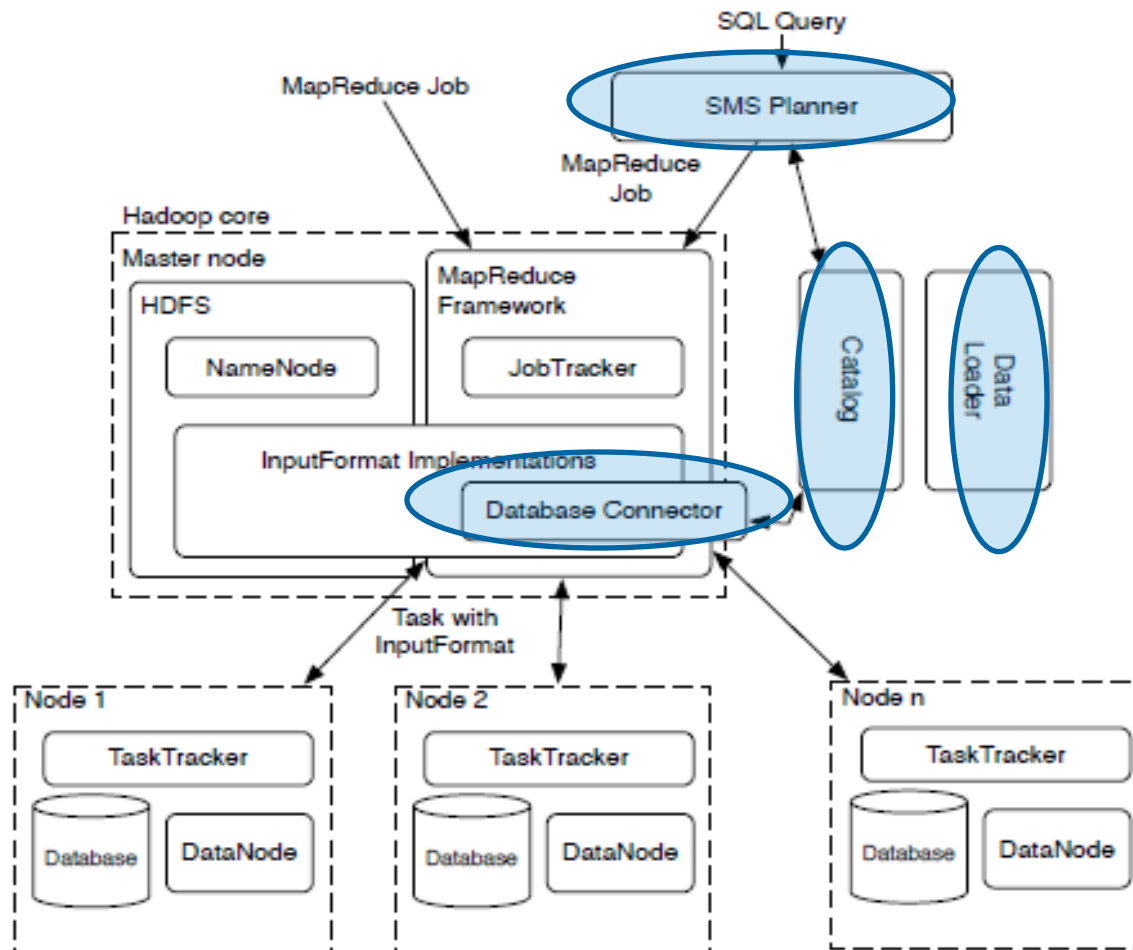 SQL Query
MapReduce Job
SMS Planner
MapReduce
Job
Hadoop core
Master node
HDFS
MapReduce
Framework
NameNode
JobTracker
Catalog
Data
Loader
InputFormat Implementations
Database Connector
Task with
InputFormat
Node 1
TaskTracker
Database
DataNode
Node 2
TaskTracker
Database
DataNode
Node n
TaskTracker
Database
DataNode